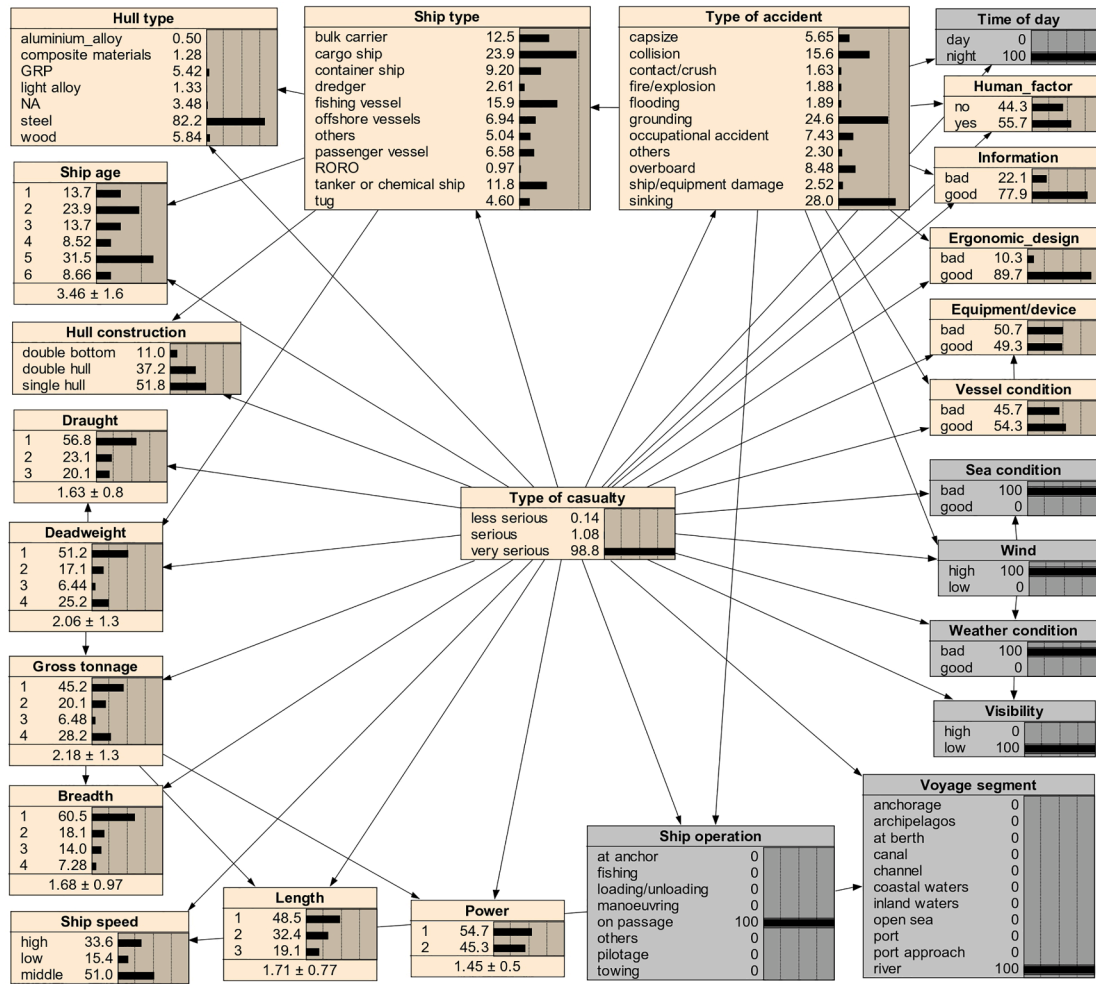 Hull type
aluminium_alloy 0.50
composite materials 1.28
GRP 5.42
light alloy 1.33
NA 3.48
steel 82.2
wood 5.84
Ship type
bulk carrier 12.5
cargo ship 23.9
container ship 9.20
dredger 2.61
fishing vessel 15.9
offshore vessels 6.94
others 5.04
passenger vessel 6.58
RORO 0.97
tanker or chemical ship 11.8
tug 4.60
Type of accident
capsize 5.65
collision 15.6
contact/crush 1.63
fire/explosion 1.88
flooding 1.89
grounding 24.6
occupational accident 7.43
others 2.30
overboard 8.48
ship/equipment damage 2.52
sinking 28.0
Time of day
day 0
night 100
Human_factor
no 44.3
yes 55.7
Information
bad 22.1
good 77.9
Ergonomic_design
bad 10.3
good 89.7
Equipment/device
bad 50.7
good 49.3
Vessel condition
bad 45.7
good 54.3
Sea condition
bad 100
good 0
Wind
high 100
low 0
Weather condition
bad 100
good 0
Visibility
high 0
low 100
Ship age
1 13.7
2 23.9
3 13.7
4 8.52
5 31.5
6 8.66
3.46 ± 1.6
Hull construction
double bottom 11.0
double hull 37.2
single hull 51.8
Draught
1 56.8
2 23.1
3 20.1
1.63 ± 0.8
Deadweight
1 51.2
2 17.1
3 6.44
4 25.2
2.06 ± 1.3
Gross tonnage
1 45.2
2 20.1
3 6.48
4 28.2
2.18 ± 1.3
Breadth
1 60.5
2 18.1
3 14.0
4 7.28
1.68 ± 0.97
Ship speed
high 33.6
low 15.4
middle 51.0
Type of casualty
less serious 0.14
serious 1.08
very serious 98.8
Length
1 48.5
2 32.4
3 19.1
1.71 ± 0.77
Power
1 54.7
2 45.3
1.45 ± 0.5
Ship operation
at anchor 0
fishing 0
loading/unloading 0
manoeuvring 0
on passage 100
others 0
pilotage 0
towing 0
Voyage segment
anchorage 0
archipelagos 0
at berth 0
canal 0
channel 0
coastal waters 0
inland waters 0
open sea 0
port 0
port approach 0
river 100